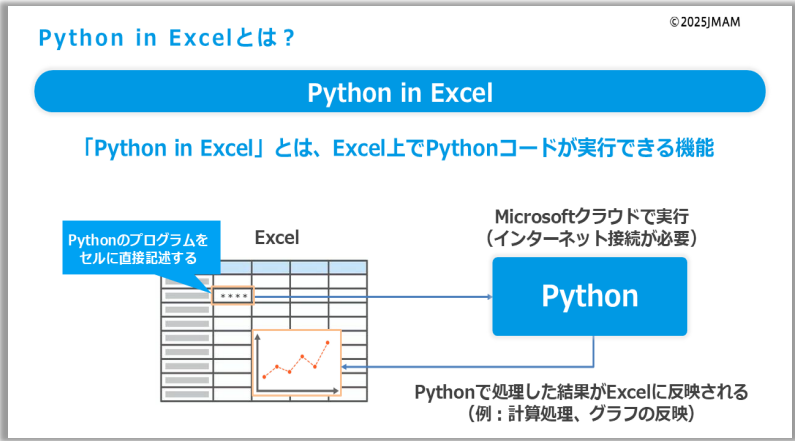 ©2025JMAM
Python in Excelとは？
Python in Excel
「Python in Excel」とは、Excel上でPythonコードが実行できる機能
Pythonのプログラムを
セルに直接記述する
Excel
Microsoftクラウドで実行
（インターネット接続が必要）
****
Python
Pythonで処理した結果がExcelに反映される
（例：計算処理、グラフの反映）